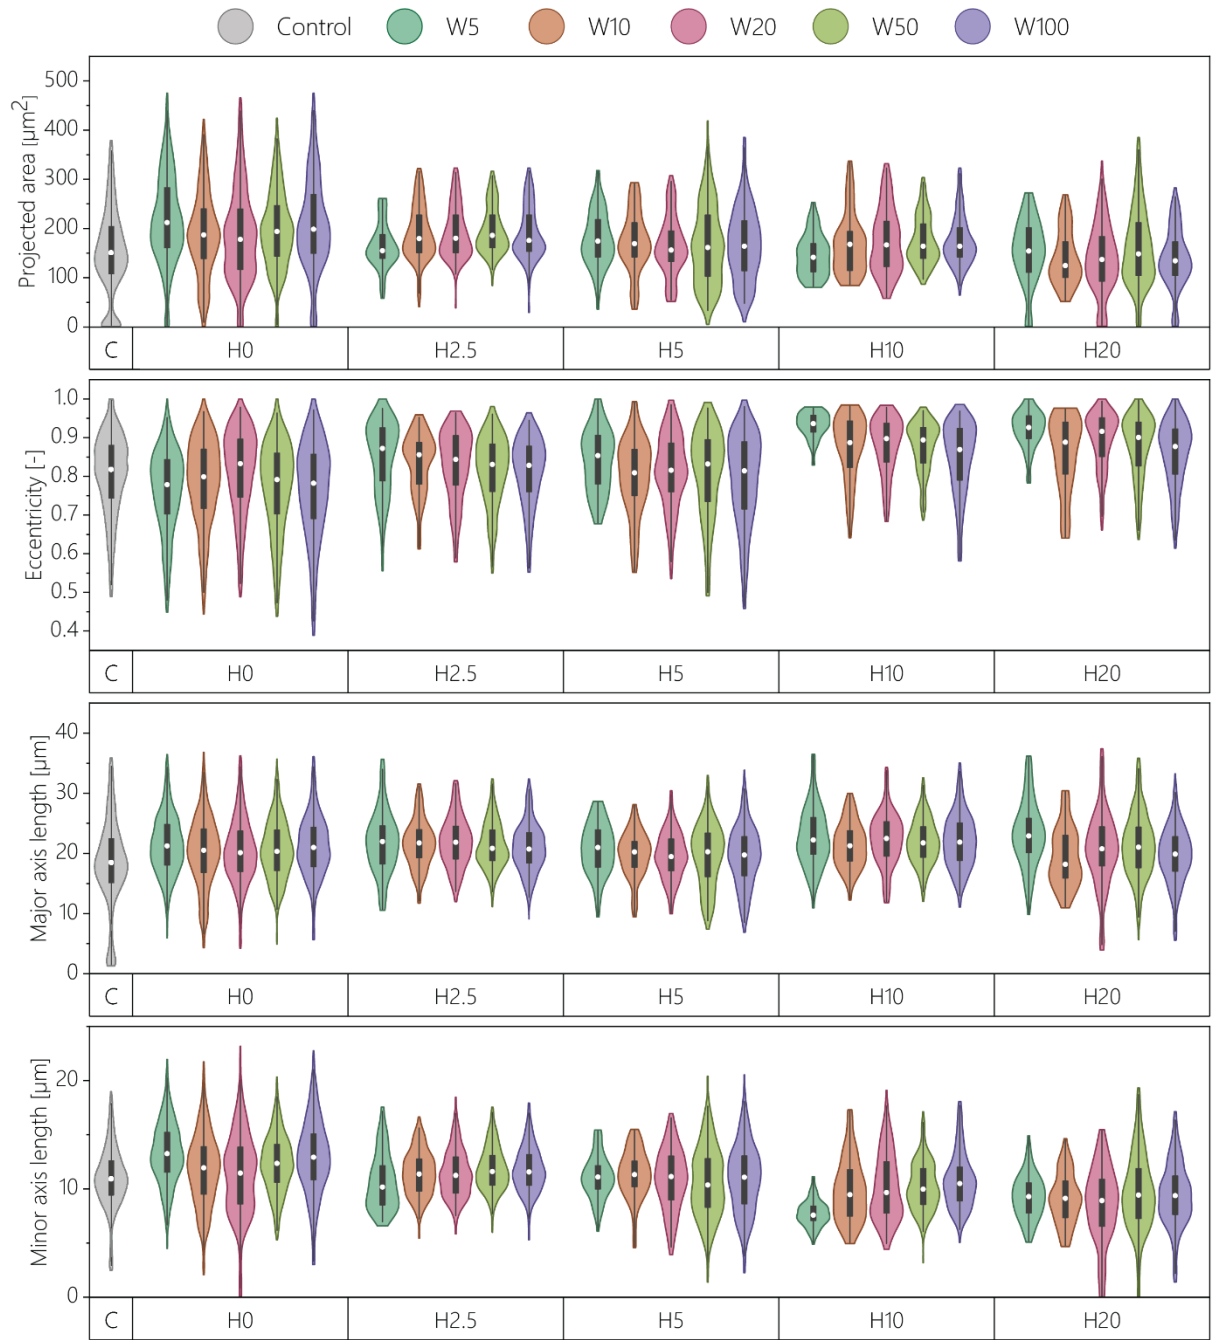 Control W5 W10 W20 W50 W100
Projected area [µm²]
500
400
300
200
100
0
C H0 H2.5 H5 H10 H20
Eccentricity [-]
1.0
0.9
0.8
0.7
0.6
0.5
0.4
C H0 H2.5 H5 H10 H20
Major axis length [µm]
40
30
20
10
0
C H0 H2.5 H5 H10 H20
Minor axis length [µm]
20
10
0
C H0 H2.5 H5 H10 H20